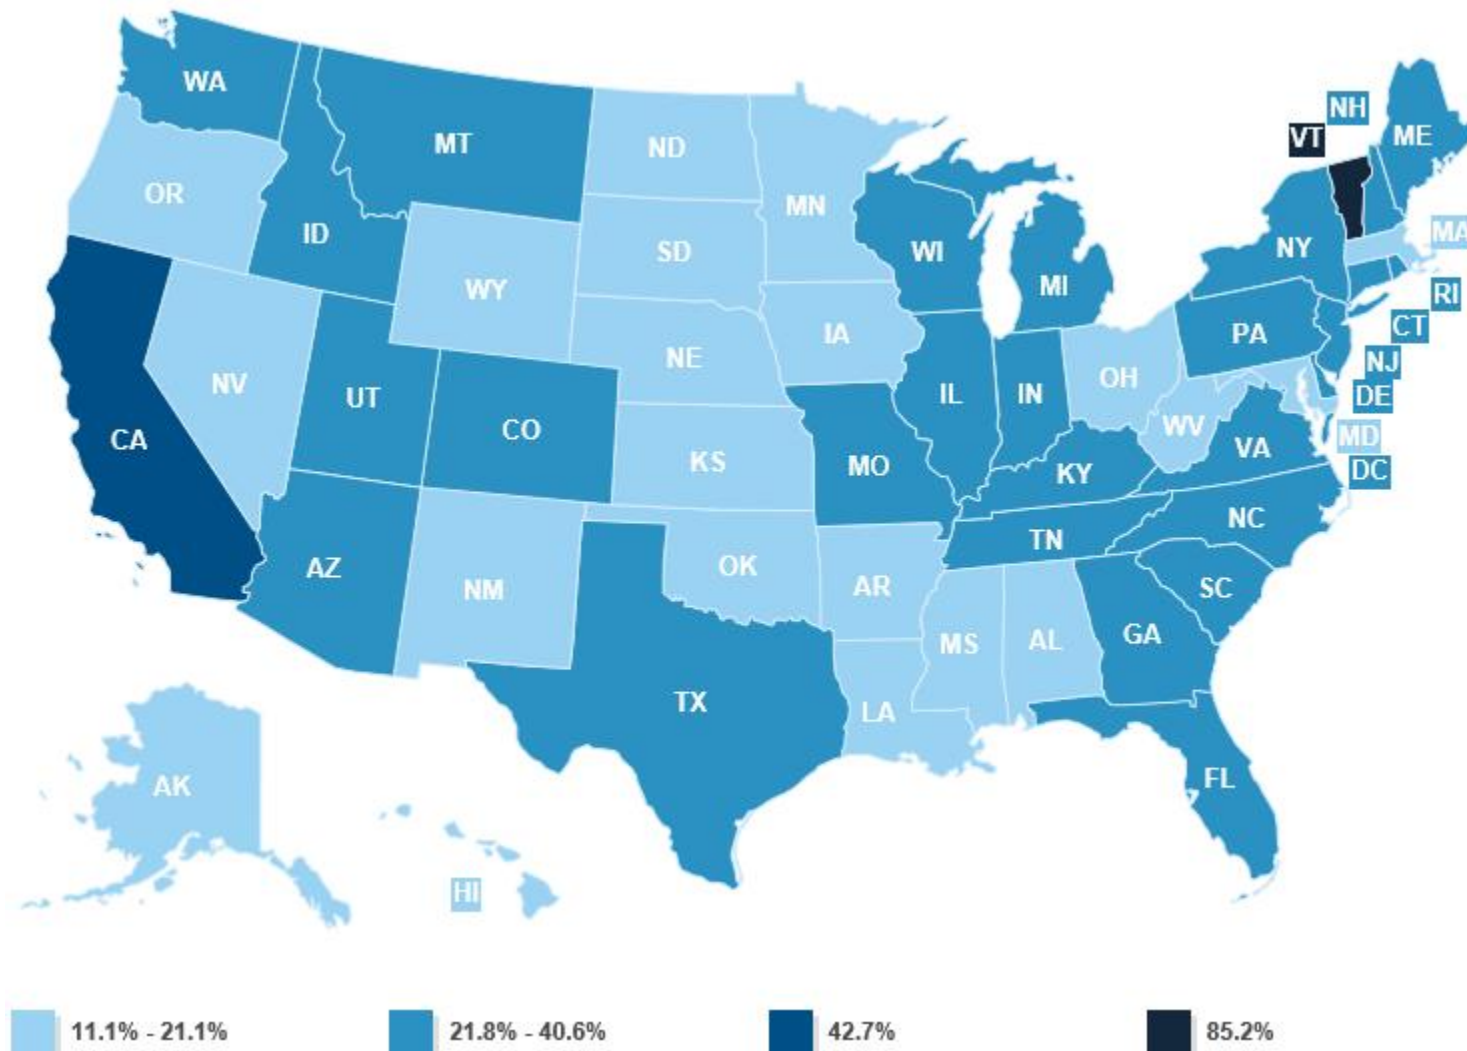 WA
MT
ND
MN
OR
ID
SD
WY
WI
MI
NH
VT
ME
NY
MA
RI
CT
NJ
DE
MD
DC
PA
IA
NE
NV
UT
CO
CA
KS
MO
IL
IN
OH
WV
VA
KY
NC
TN
SC
AZ
NM
OK
AR
MS
AL
GA
TX
LA
FL
AK
HI
11.1% - 21.1%
21.8% - 40.6%
42.7%
85.2%